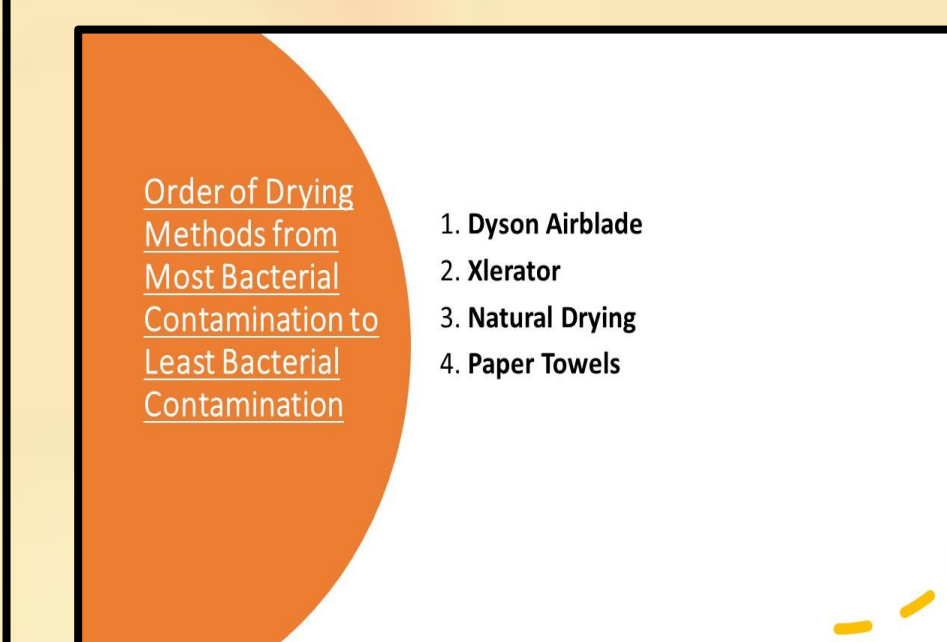 Order of Drying
Methods from
Most Bacterial
Contamination to
Least Bacterial
Contamination
1. Dyson Airblade
2. Xlerator
3. Natural Drying
4. Paper Towels